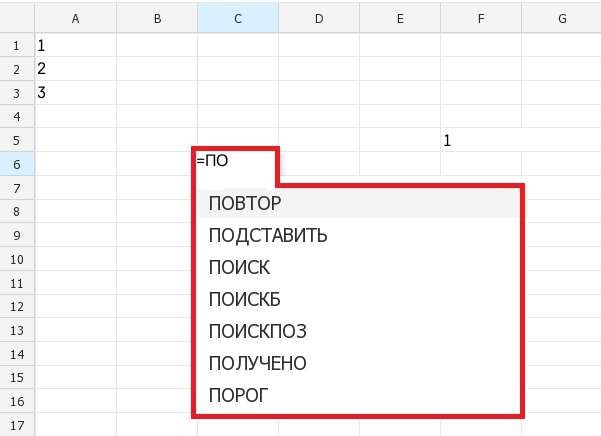 A B C D E F G
1 1
2 2
3 3
4
5 1
6 =ПО
7
ПОВТОР
8
9 ПОДСТАВИТЬ
10 ПОИСК
11
12 ПОИСКБ
13 ПОИСКПОЗ
14 ПОЛУЧЕНО
15
16 ПОРОГ
17